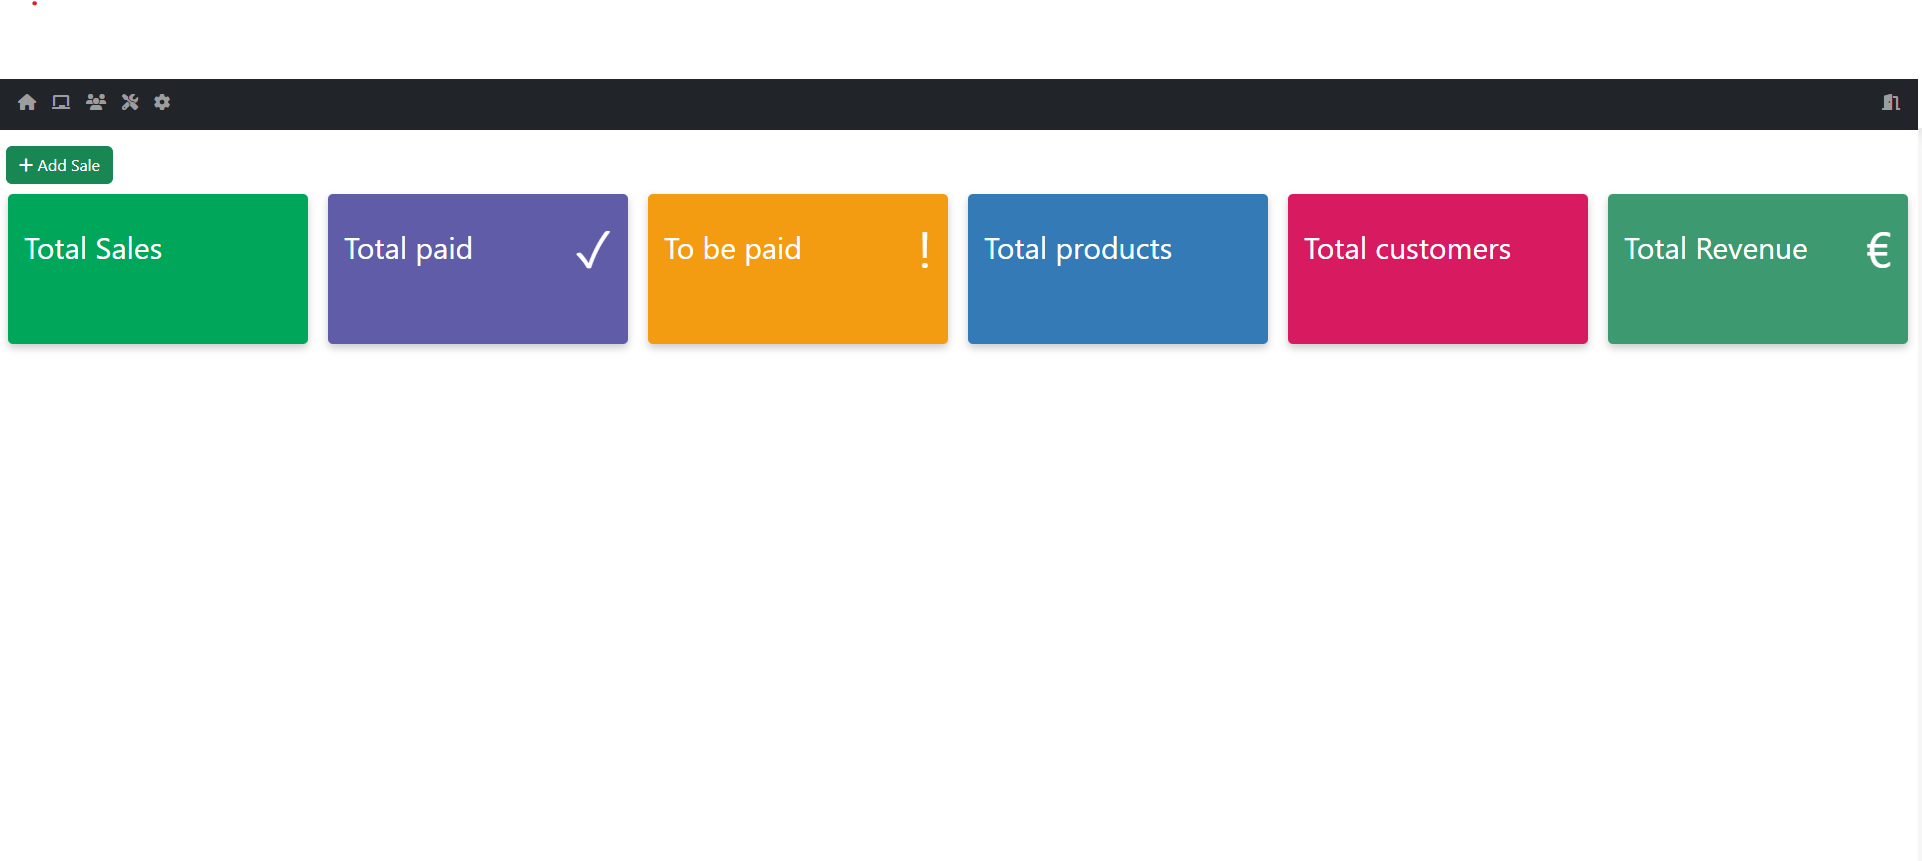 Add Sale
Total Sales
Total paid ✓
To be paid !
Total products
Total customers
Total Revenue €